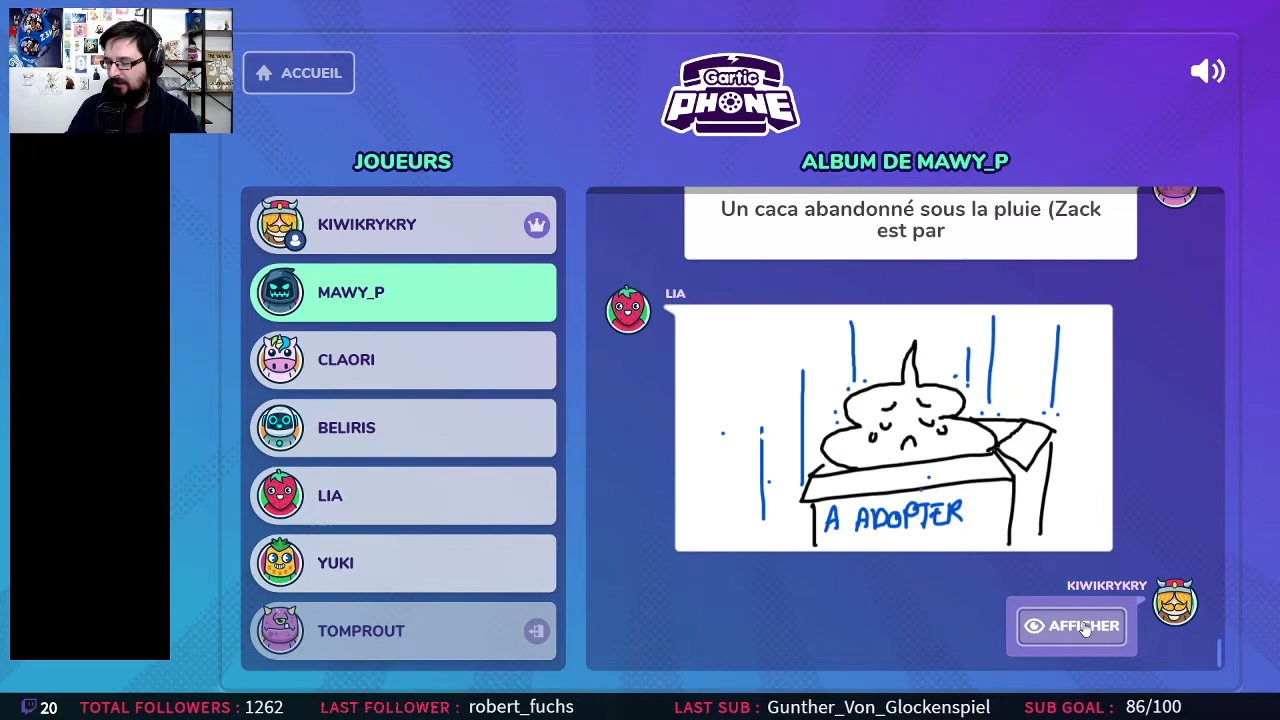 ACCUEIL
Gartic
PHONE
JOUEURS
ALBUM DE MAWY_P
KIWIKRYKRY
MAWY_P
CLAORI
BELIRIS
LIA
YUKI
TOMPROUT
Un caca abandonné sous la pluie (Zack
est par
LIA
A ADOPTER
KIWIKRYKRY
AFFICHER
20
TOTAL FOLLOWERS : 1262
LAST FOLLOWER : robert_fuchs
LAST SUB : Gunther_Von_Glockenspiel
SUB GOAL : 86/100